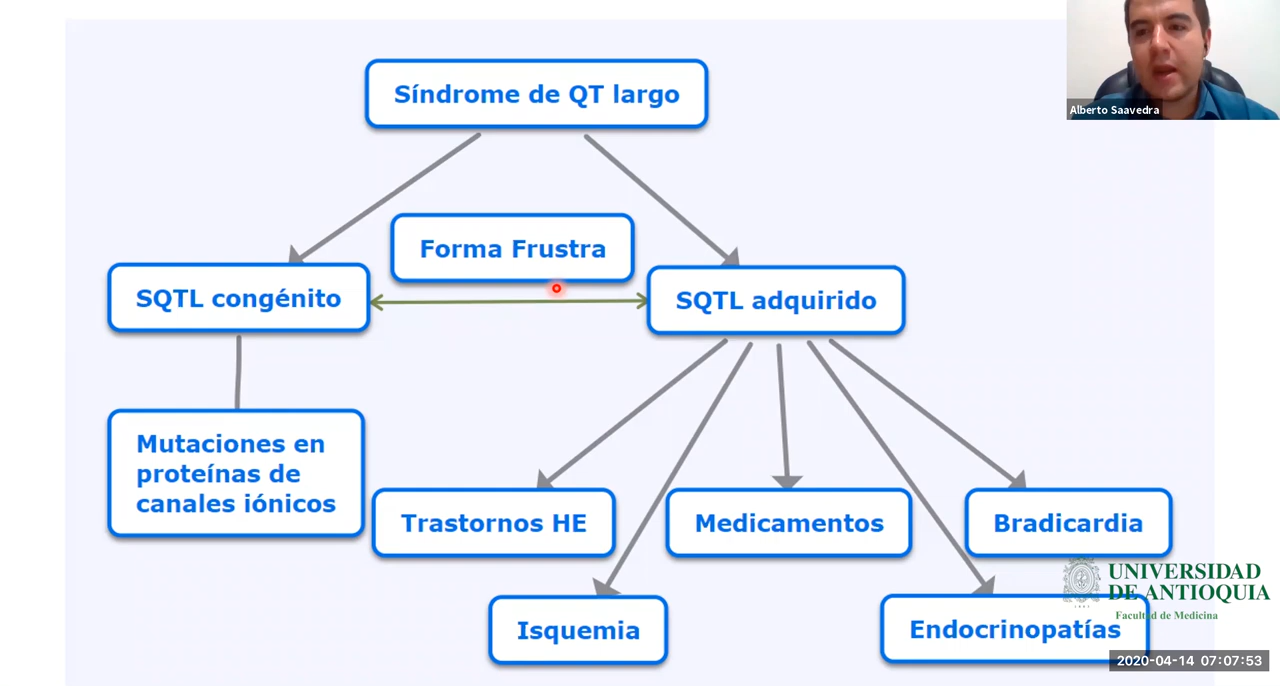 Síndrome de QT largo
Alberto Saavedra
Forma Frustra
SQTL congénito
SQTL adquirido
Mutaciones en
proteínas de
canales iónicos
Trastornos HE
Medicamentos
Bradicardia
Isquemia
Endocrinopatías
UNIVERSIDAD
DE ANTIOQUIA
Facultad de Medicina
2020-04-14 07:07:53